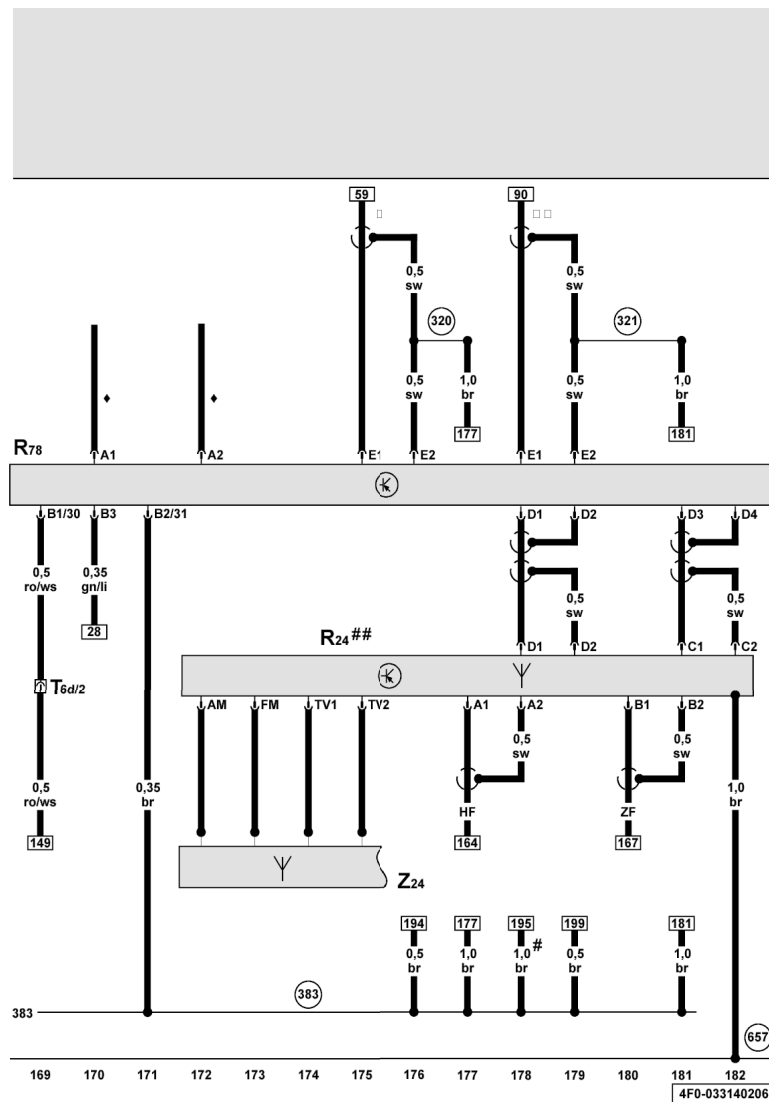 59 90
0,5 sw 0,5 sw
320 321
0,5 sw 1,0 br 0,5 sw 1,0 br
177 181
R78 A1 A2 E1 E2 E1 E2
B1/30 B3 B2/31 D1 D2 D3 D4
0,5 ro/ws 0,35 gn/li
28 0,5 sw 0,5 sw
R24 ## D1 D2 C1 C2
T6d/2
AM FM TV1 TV2 A1 A2 B1 B2
0,5 sw 0,5 sw
0,5 ro/ws 0,35 br 1,0 br
HF ZF
149 164 167
Z24
194 177 195 # 199 181
0,5 br 1,0 br 1,0 br 0,5 br 1,0 br
383 383
657
169 170 171 172 173 174 175 176 177 178 179 180 181 182
4F0-033140206